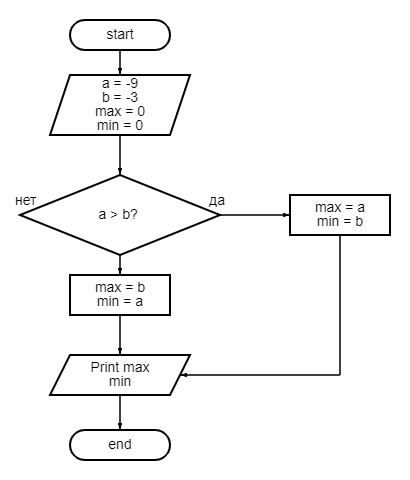 start
a = -9
b = -3
max = 0
min = 0
нет
да
a > b?
max = a
min = b
max = b
min = a
Print max
min
end